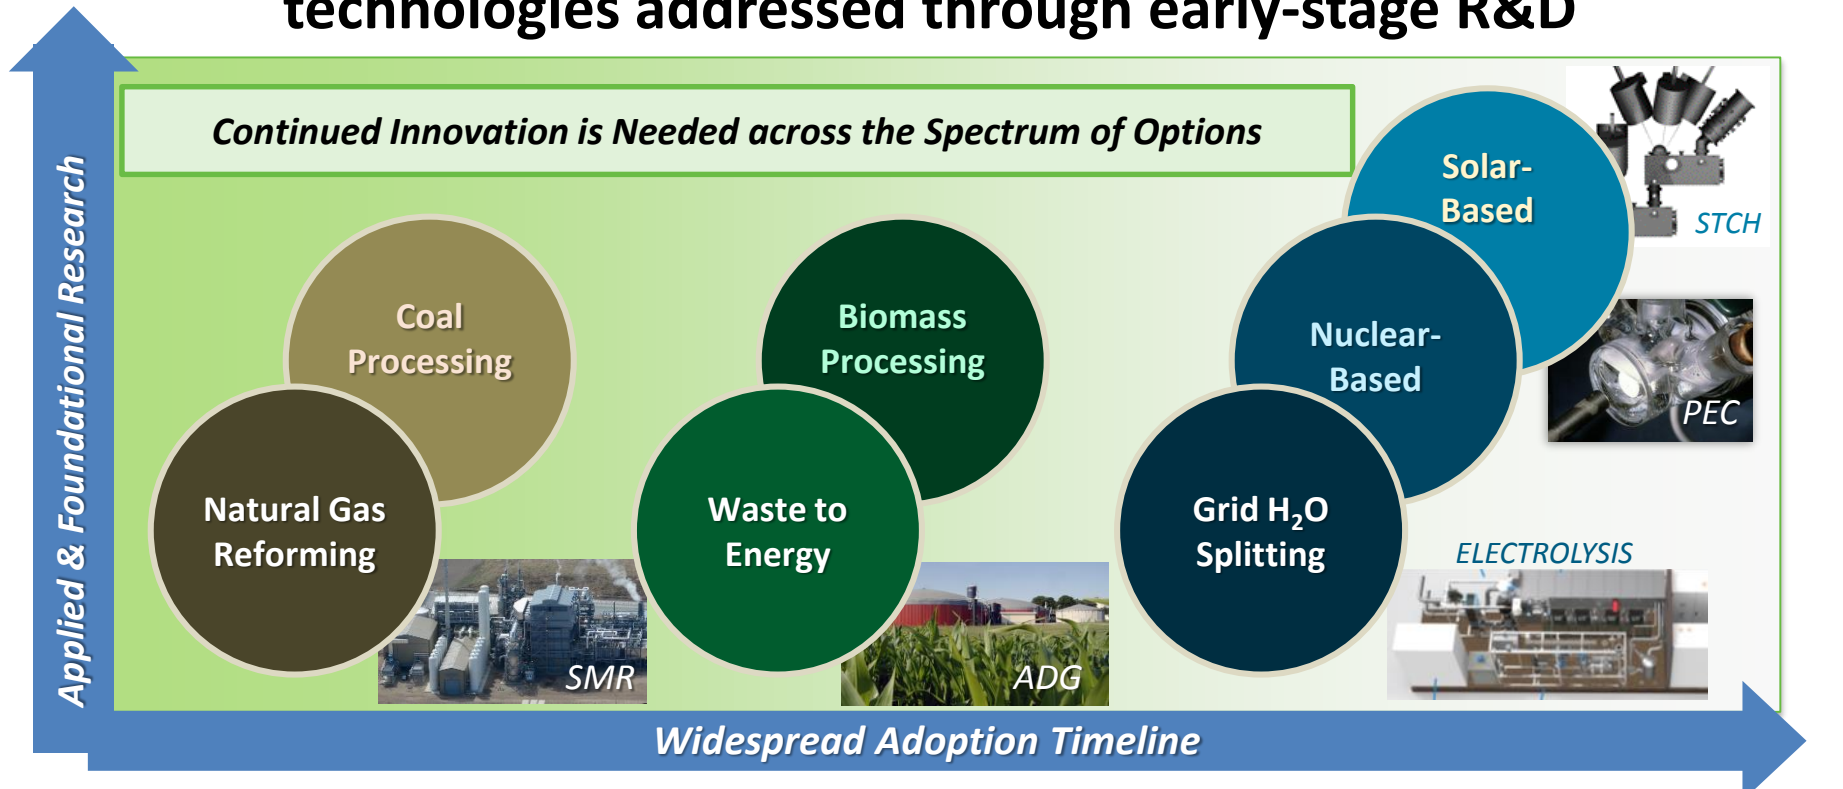 technologies addressed through early-stage R&D
Continued Innovation is Needed across the Spectrum of Options
Applied & Foundational Research
Solar-
Based
STCH
Coal
Processing
Biomass
Processing
Nuclear-
Based
PEC
Natural Gas
Reforming
SMR
Waste to
Energy
ADG
Grid H₂O
Splitting
ELECTROLYSIS
Widespread Adoption Timeline